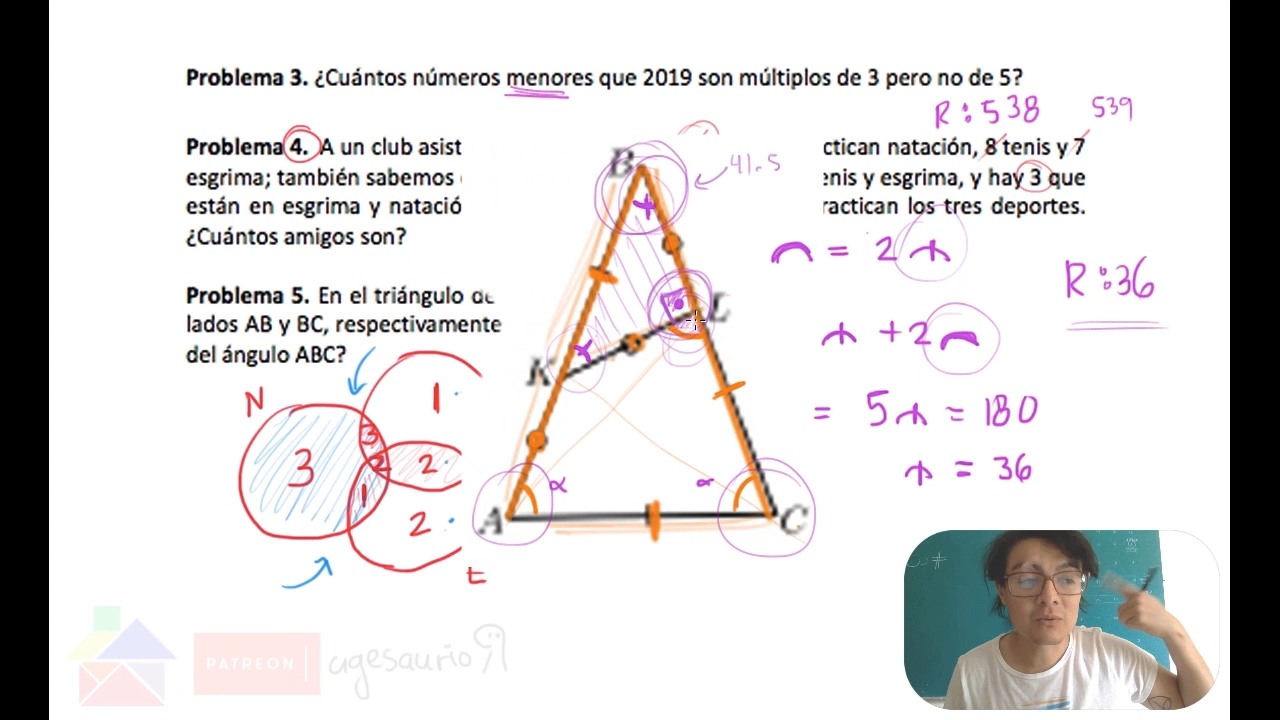 Problema 3. ¿Cuántos números menores que 2019 son múltiplos de 3 pero no de 5?
R:538 539
Problema 4. A un club asist ctican natación, 8 tenis y 7
esgrima; también sabemos enis y esgrima, y hay 3 que
están en esgrima y natació ractican los tres deportes.
¿Cuántos amigos son?
Problema 5. En el triángulo de
lados AB y BC, respectivamente
del ángulo ABC?
B
41.5
L
K
A
α
α
C
= 2
+ 2
= 5 = 180
= 36
R:36
N
1
3
3
2
2
1
2
t
PATREON
agesaurio